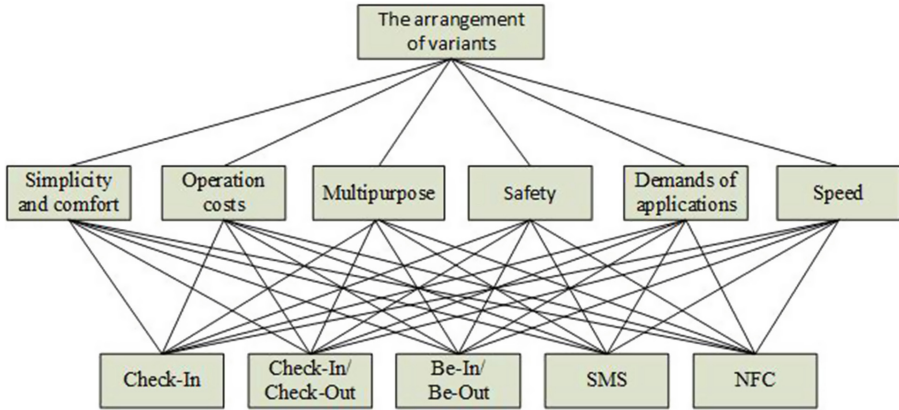 The arrangement
of variants
Simplicity
and comfort
Operation
costs
Multipurpose
Safety
Demands of
applications
Speed
Check-In
Check-In/
Check-Out
Be-In/
Be-Out
SMS
NFC